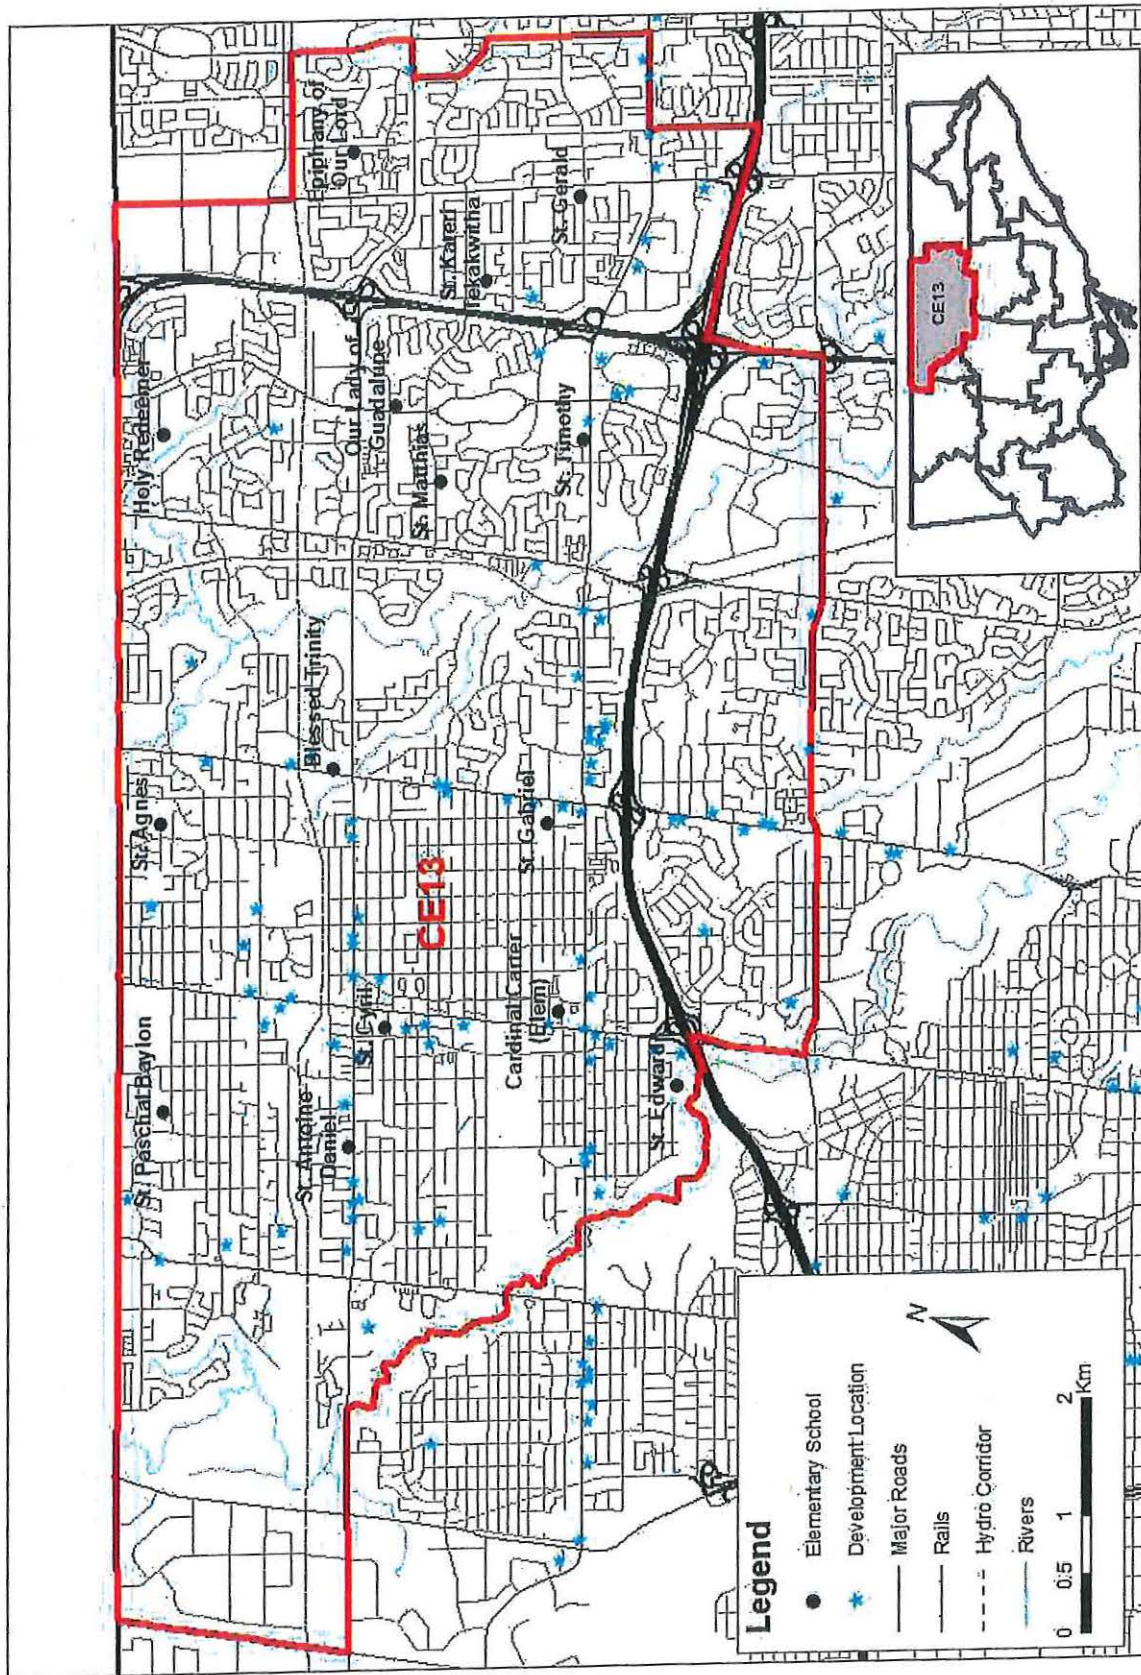 St. Paschal Baylon
St. Agnes
Holy Redeemer
Epiphany of
Our Lord
Blessed Trinity
St. Antoine
Daniel
St. Cyril
Our Lady of
Guadalupe
St. Matthias
St. Kateri
Tekakwitha
CE13
Cardinal Carter
(Elem)
St. Gabriel
St. Timothy
St. Gerald
St. Edward
Legend
Elementary School
Development Location
Major Roads
Rails
Hydro Corridor
Rivers
N
0 0.5 1 2
Km
CE13